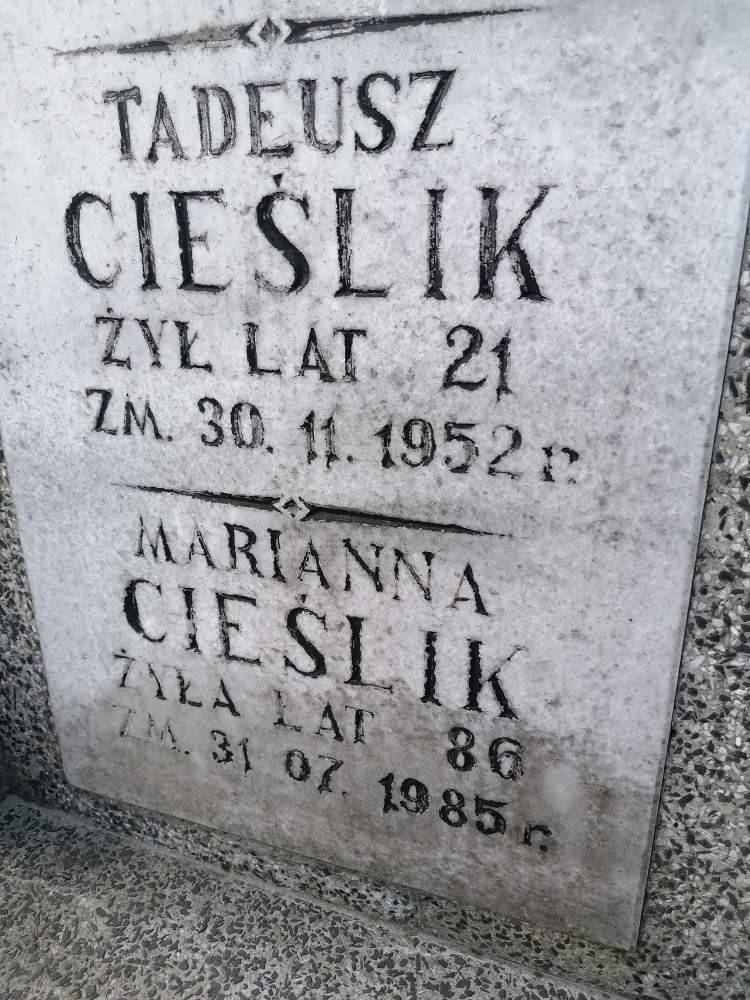 TADEUSZ
CIEŚLIK
ŻYŁ LAT 21
ZM. 30. 11. 1952 r.
MARIANNA
CIEŚLIK
ŻYŁA LAT 86
ZM. 31 07. 1985 r.